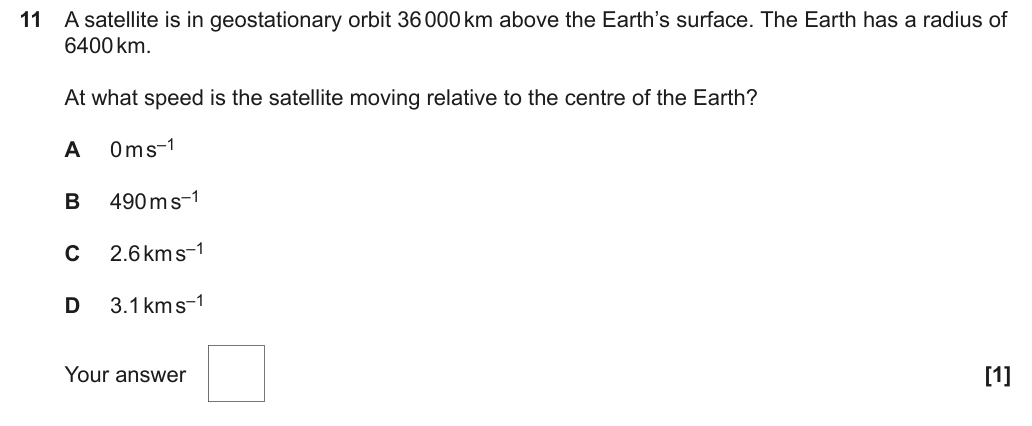 11 A satellite is in geostationary orbit 36 000 km above the Earth’s surface. The Earth has a radius of
6400 km.
At what speed is the satellite moving relative to the centre of the Earth?
A 0 m s⁻¹
B 490 m s⁻¹
C 2.6 km s⁻¹
D 3.1 km s⁻¹
Your answer [1]